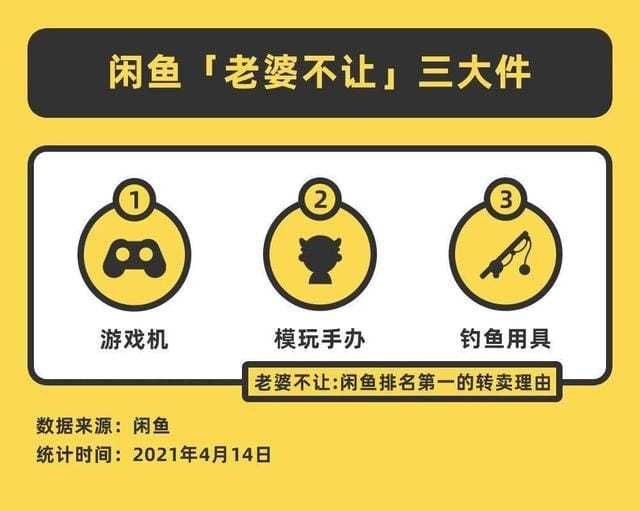 闲鱼「老婆不让」三大件
1
2
3
游戏机
模玩手办
钓鱼用具
老婆不让:闲鱼排名第一的转卖理由
数据来源：闲鱼
统计时间：2021年4月14日